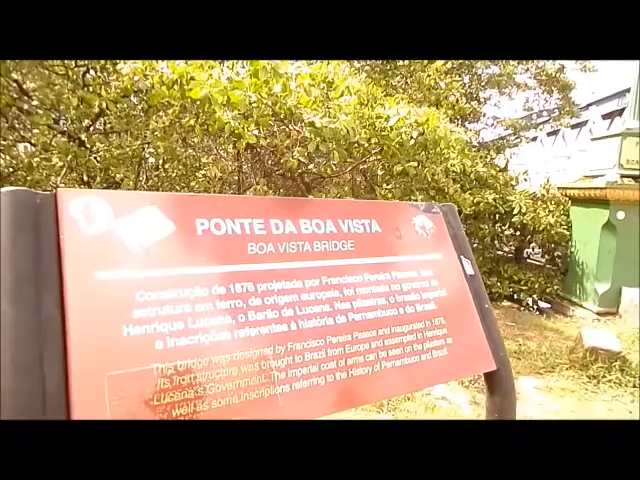 PONTE DA BOA VISTA
BOA VISTA BRIDGE
Construção de 1876 projetada por Francisco Pereira Passos. Sua
estrutura em ferro, de origem européia, foi montada no governo de
Henrique Lucena, o Barão de Lucena. Nas pilastras, o brasão imperial
e inscrições referentes à história de Pernambuco e do Brasil.
This bridge was designed by Francisco Pereira Passos and inaugurated in 1876.
Its iron structure was brought to Brazil from Europe and assembled in Henrique
Lucena's Government. The Imperial coat of arms can be seen on the pilasters as
well as some inscriptions referring to the History of Pernambuco and Brazil.